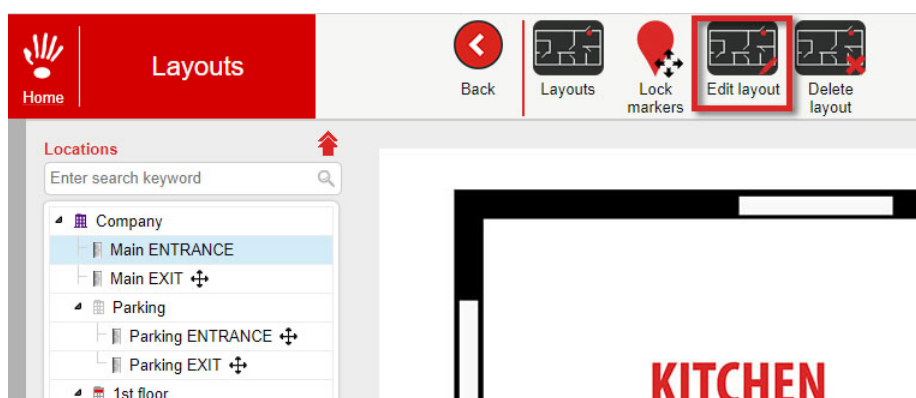 Home
Layouts
Back
Layouts
Lock
markers
Edit layout
Delete
layout
Locations
Enter search keyword
Company
Main ENTRANCE
Main EXIT
Parking
Parking ENTRANCE
Parking EXIT
1st floor
KITCHEN